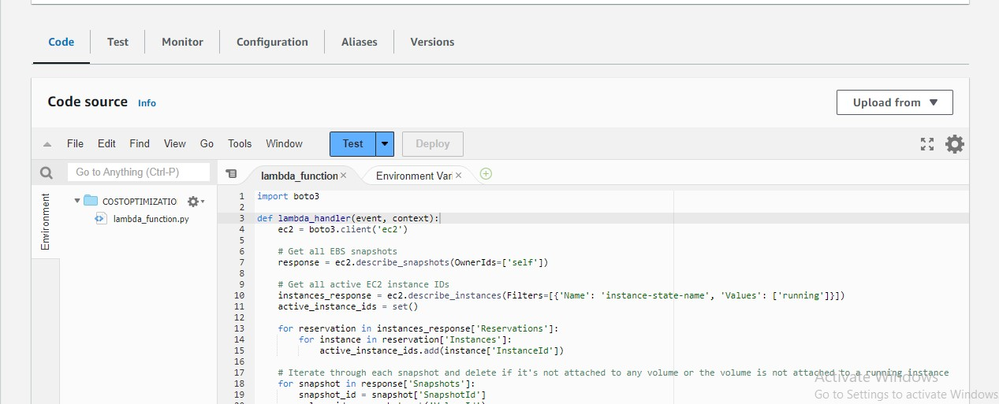 Code Test Monitor Configuration Aliases Versions
Code source Info
Upload from
File Edit Find View Go Tools Window Test Deploy
Go to Anything (Ctrl-P)
lambda_function Environment Vari
Environment
COSTOPTIMIZATIO
lambda_function.py
1 import boto3
2
3 def lambda_handler(event, context):
4 ec2 = boto3.client('ec2')
5
6 # Get all EBS snapshots
7 response = ec2.describe_snapshots(OwnerIds=['self'])
8
9 # Get all active EC2 instance IDs
10 instances_response = ec2.describe_instances(Filters=[{'Name': 'instance-state-name', 'Values': ['running']}])
11 active_instance_ids = set()
12
13 for reservation in instances_response['Reservations']:
14 for instance in reservation['Instances']:
15 active_instance_ids.add(instance['InstanceId'])
16
17 # Iterate through each snapshot and delete if it's not attached to any volume or the volume is not attached to a running instance
18 for snapshot in response['Snapshots']:
19 snapshot_id = snapshot['SnapshotId']
Activate Windows
Go to Settings to activate Windows